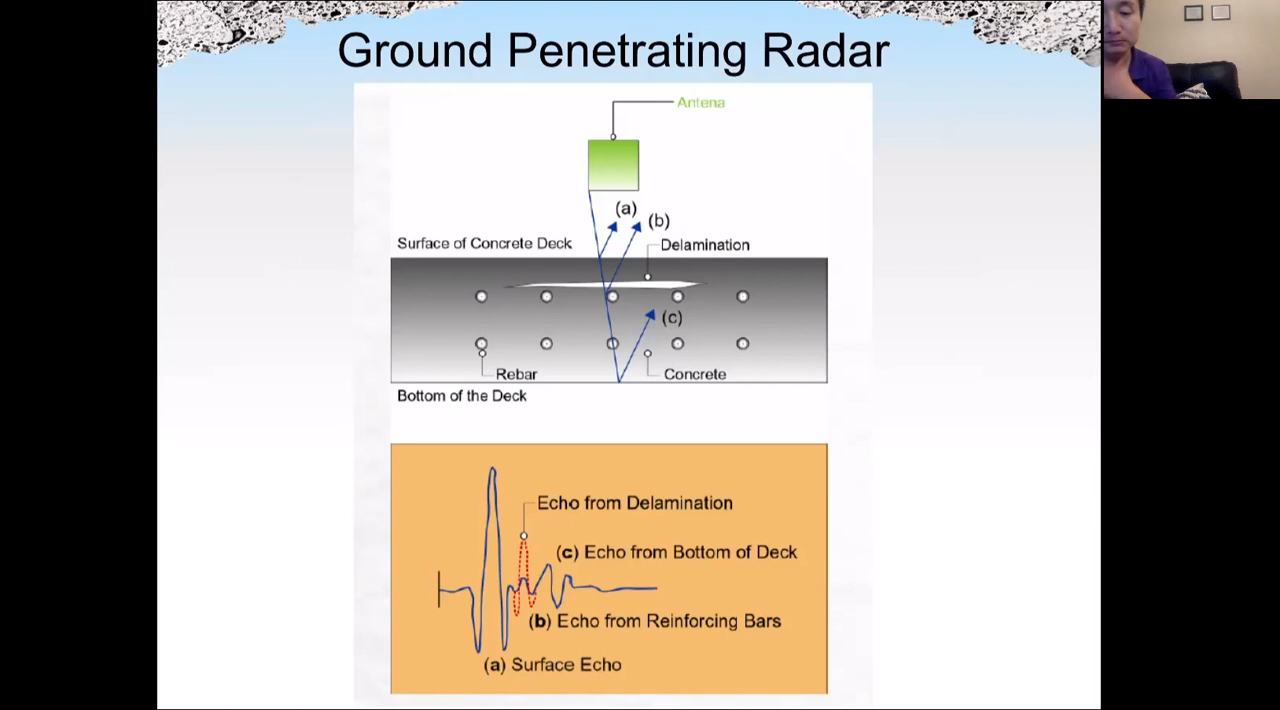 Ground Penetrating Radar
Antena
(a)
(b)
Surface of Concrete Deck
Delamination
(c)
Rebar
Concrete
Bottom of the Deck
Echo from Delamination
(c) Echo from Bottom of Deck
(b) Echo from Reinforcing Bars
(a) Surface Echo